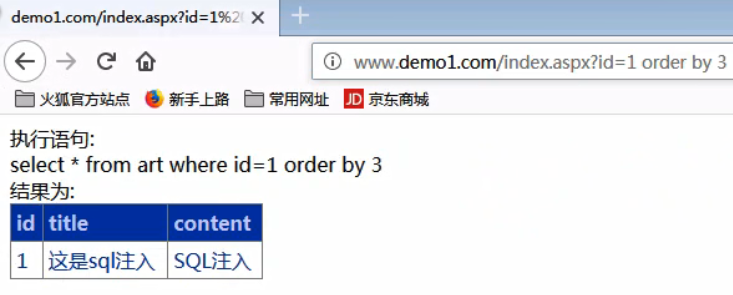 demo1.com/index.aspx?id=1%20
www.demo1.com/index.aspx?id=1 order by 3
火狐官方站点 新手上路 常用网址 JD 京东商城
执行语句:
select * from art where id=1 order by 3
结果为:
id title content
1 这是sql注入 SQL注入